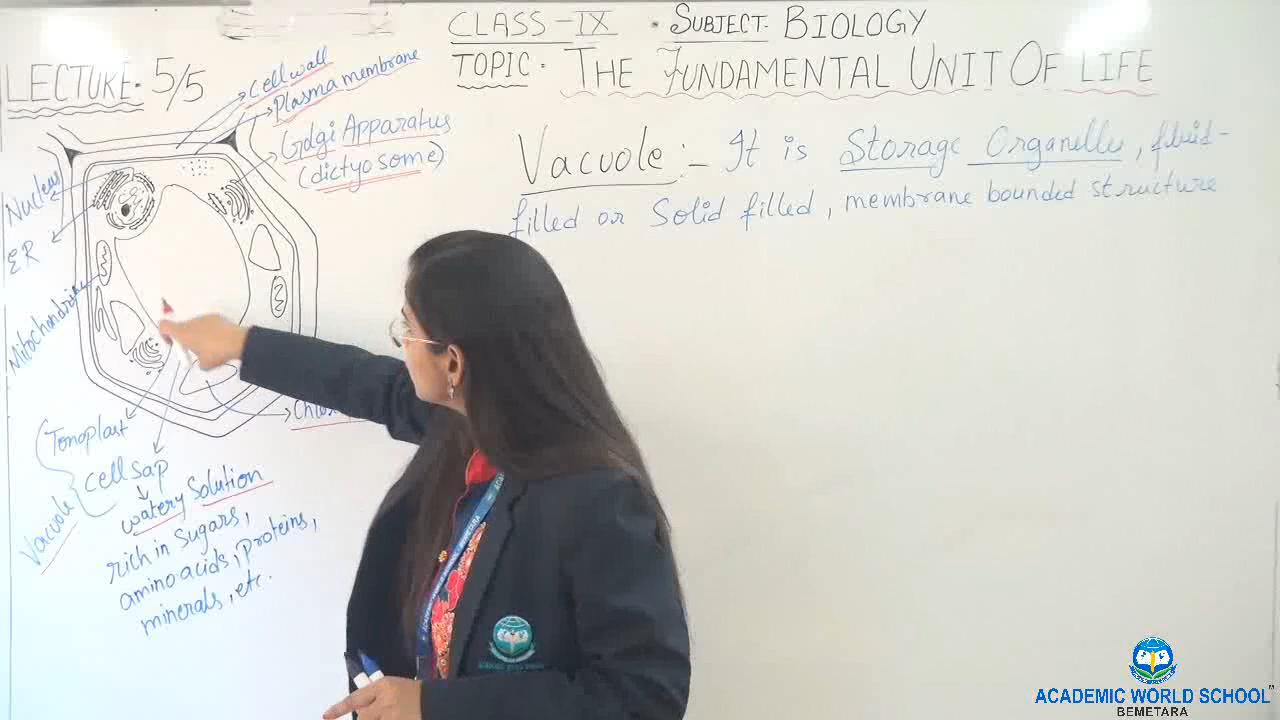 CLASS-IX • SUBJECT. BIOLOGY
TOPIC. THE FUNDAMENTAL UNIT OF LIFE
LECTURE. 5/5
Cell wall
Plasma membrane
Golgi Apparatus
(dictyosome)
Nucleus
ER
Mitochondria
Tonoplast
Cell sap
Vacuole
watery Solution
rich in Sugars,
amino acids, proteins,
minerals, etc.
Vacuole :- It is Storage Organelle, fluid-
filled or Solid filled, membrane bounded structure
ACADEMIC WORLD SCHOOL
BEMETARA